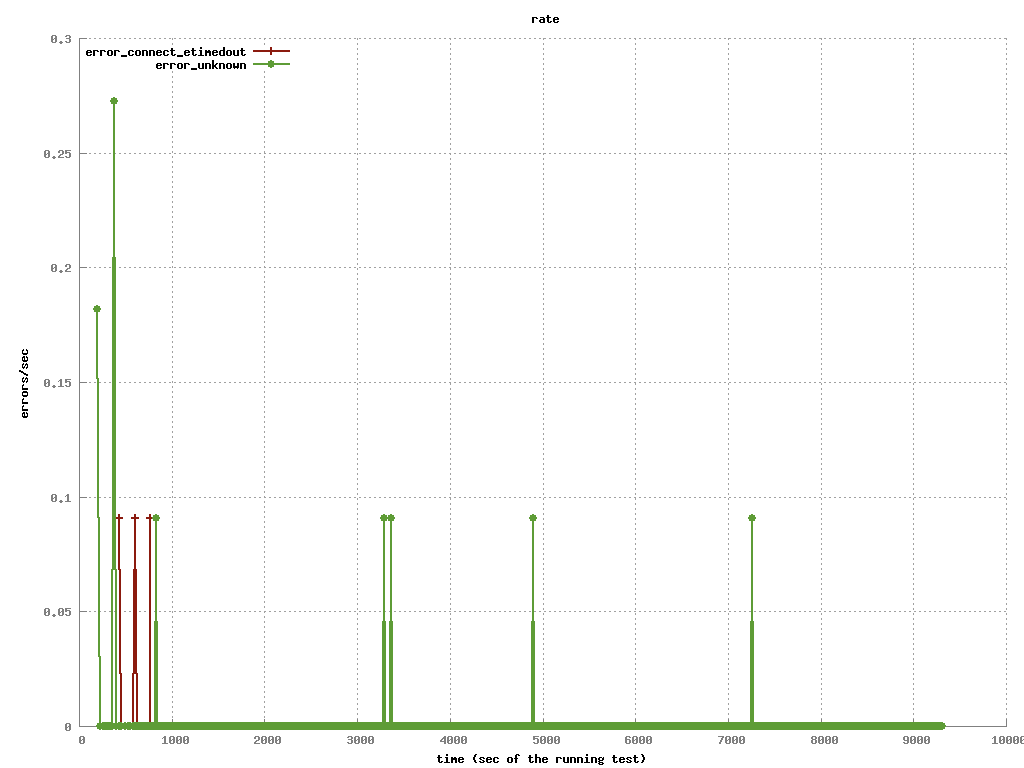 rate
error_connect_etimedout
error_unknown
0.3
0.25
0.2
0.15
0.1
0.05
0
errors/sec
0 1000 2000 3000 4000 5000 6000 7000 8000 9000 10000
time (sec of the running test)